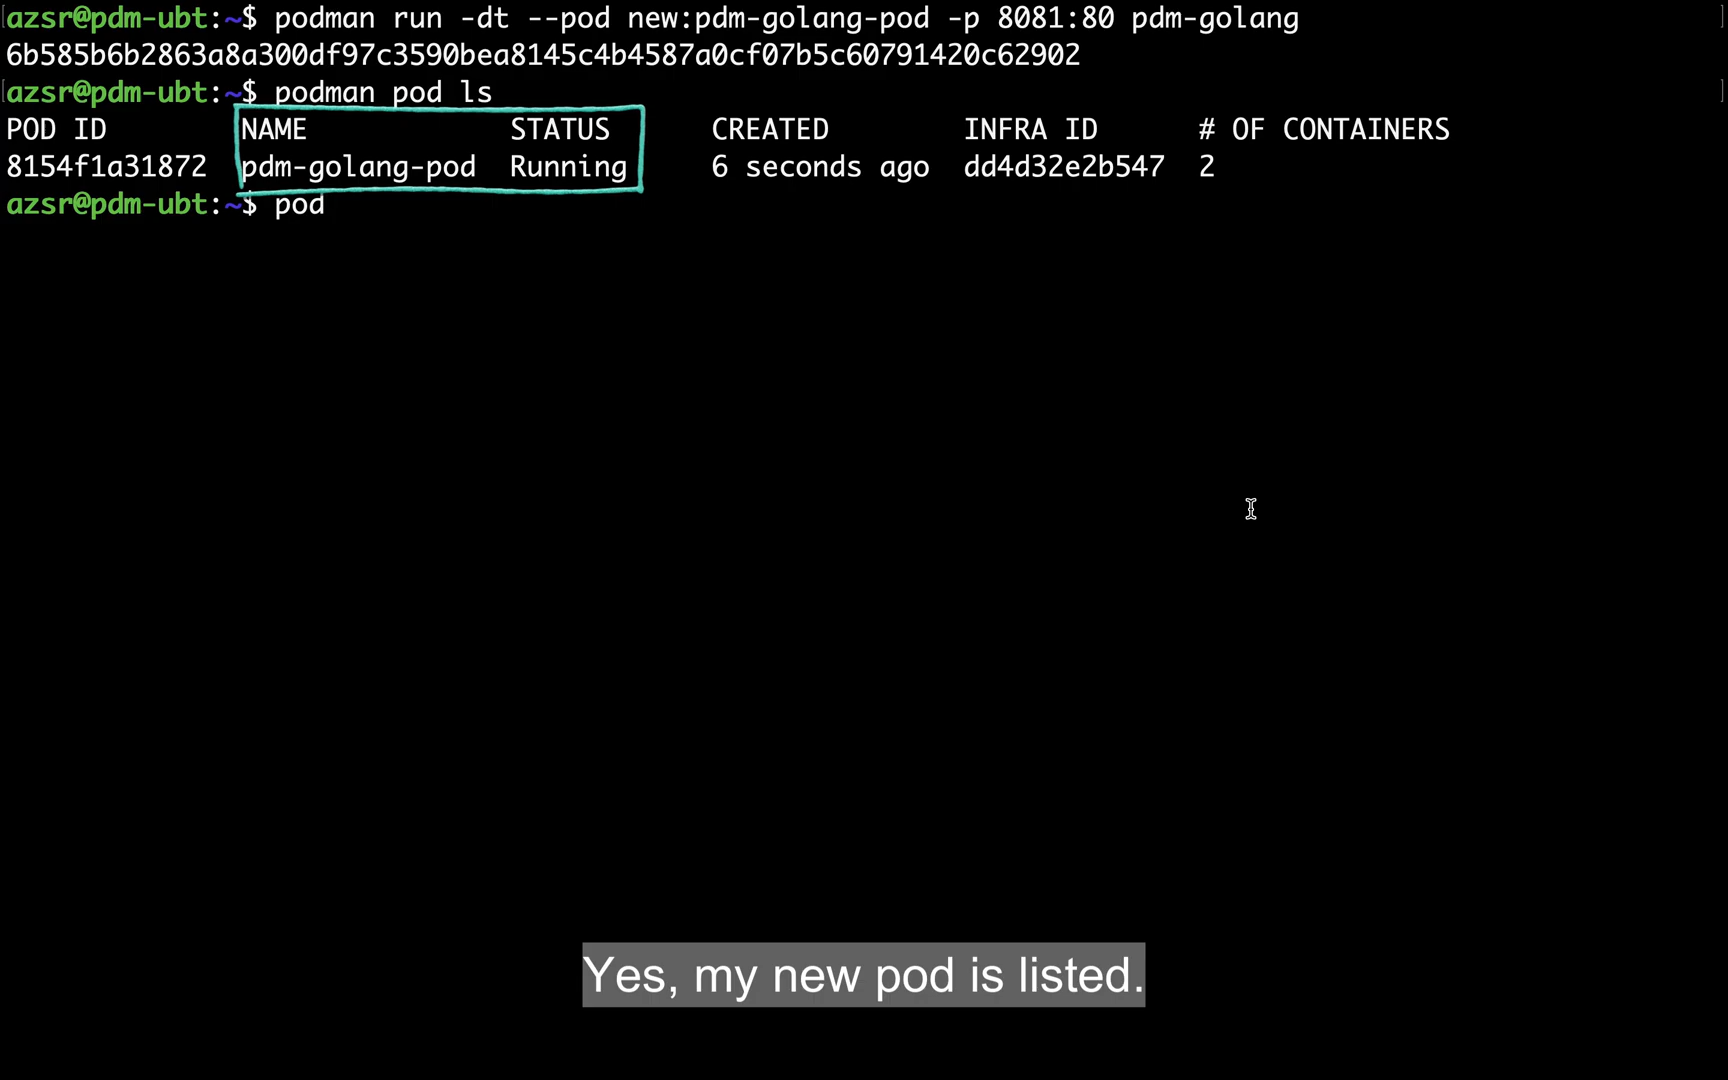 azsr@pdm-ubt:~$ podman run -dt --pod new:pdm-golang-pod -p 8081:80 pdm-golang
6b585b6b2863a8a300df97c3590bea8145c4b4587a0cf07b5c60791420c62902
azsr@pdm-ubt:~$ podman pod ls
POD ID        NAME            STATUS      CREATED        INFRA ID      # OF CONTAINERS
8154f1a31872  pdm-golang-pod  Running     6 seconds ago  dd4d32e2b547  2
azsr@pdm-ubt:~$ pod
Yes, my new pod is listed.